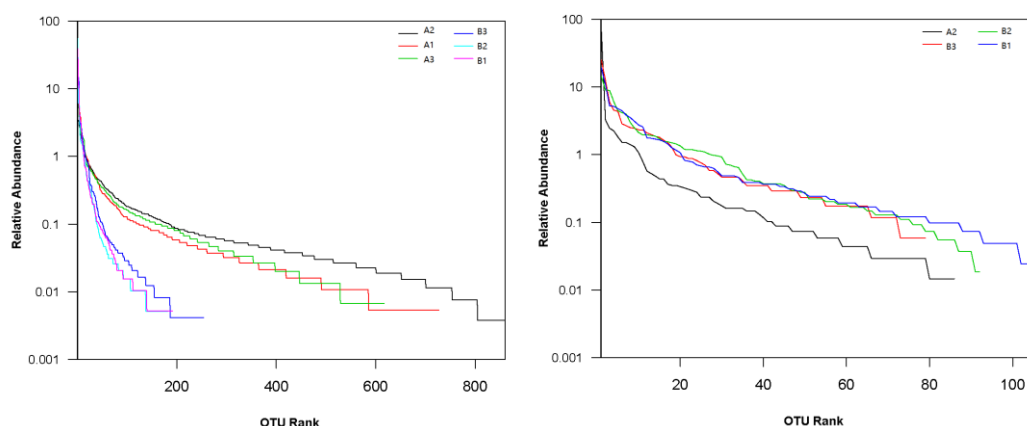 100
10
1
0.1
0.01
0.001
Relative Abundance
A2 B3
A1 B2
A3 B1
200 400 600 800
OTU Rank
100
10
1
0.1
0.01
0.001
Relative Abundance
A2 B2
B3 B1
20 40 60 80 100
OTU Rank